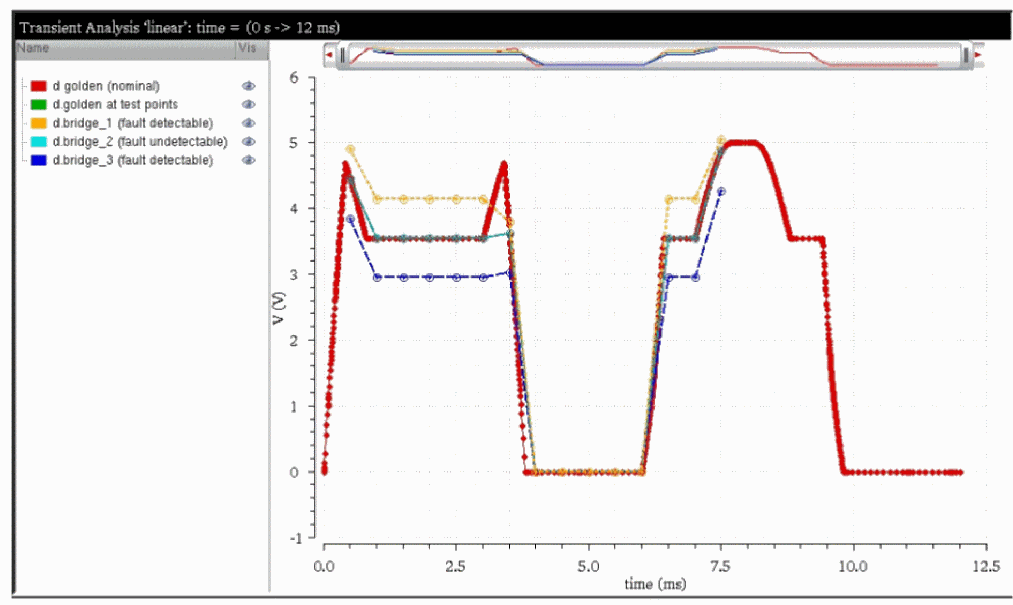 Transient Analysis 'linear': time = (0 s -> 12 ms)
Name Vis
d golden (nominal)
d.golden at test points
d.bridge_1 (fault detectable)
d.bridge_2 (fault undetectable)
d.bridge_3 (fault detectable)
6
5
4
3
2
1
0
-1
V (V)
0.0 2.5 5.0 7.5 10.0 12.5
time (ms)